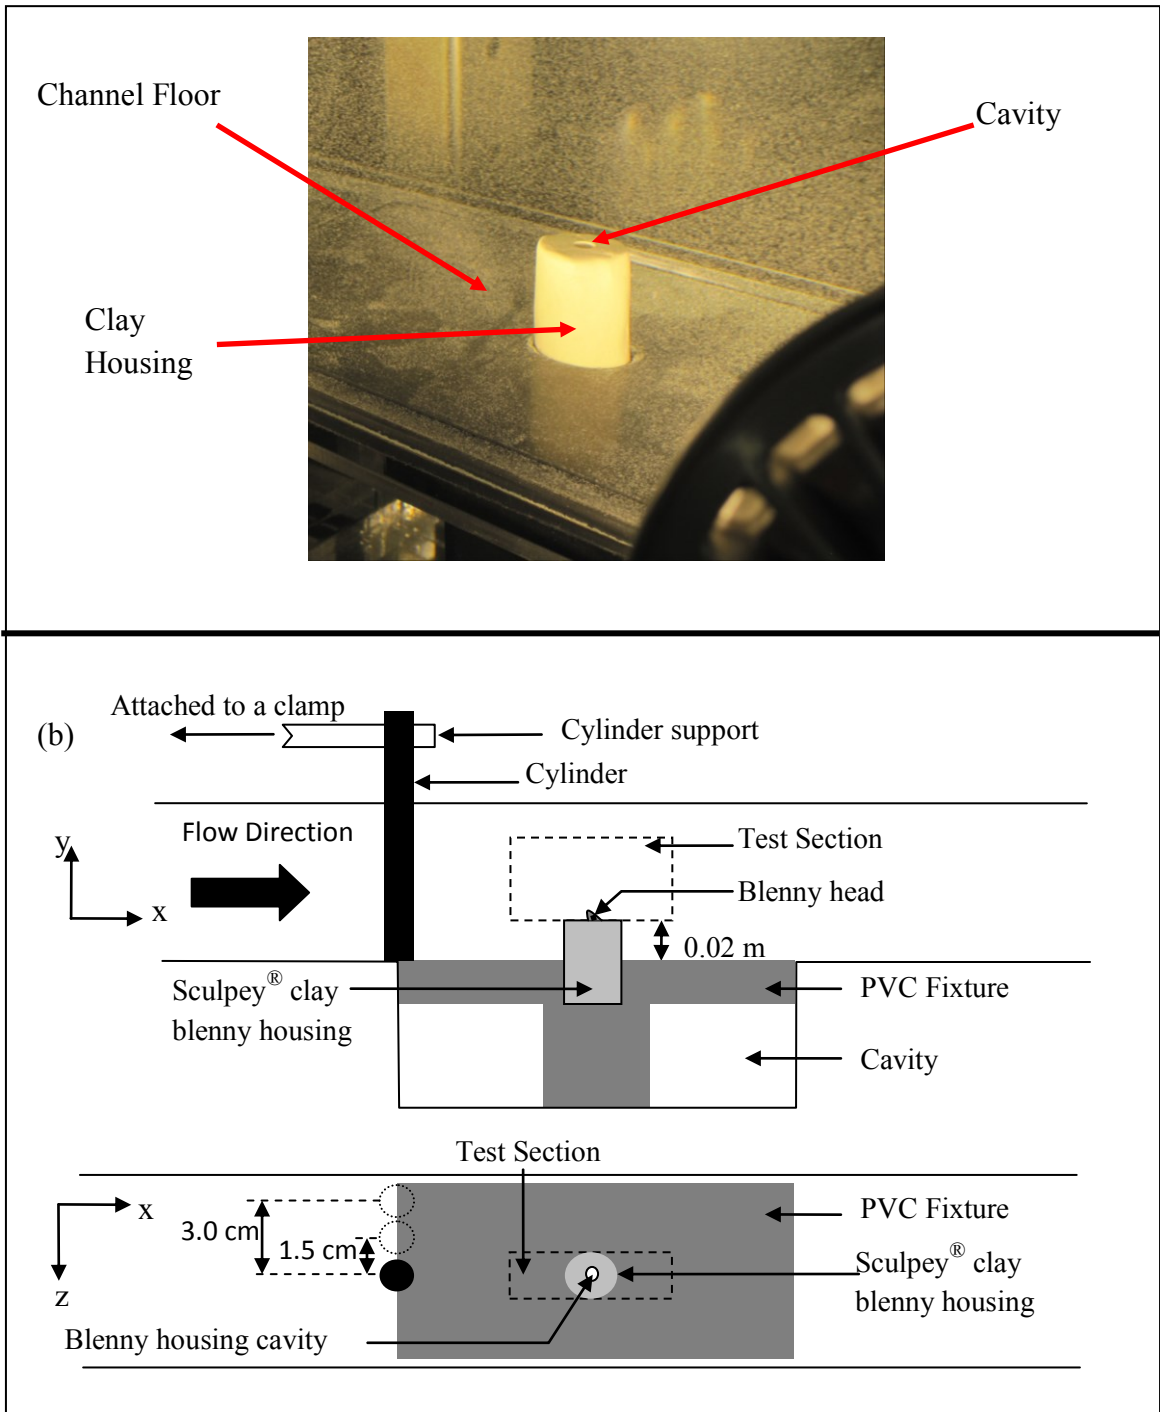 Channel Floor
Cavity
Clay
Housing
(b)
Attached to a clamp
Cylinder support
Cylinder
Flow Direction
y
x
Test Section
Blenny head
0.02 m
Sculpey® clay
blenny housing
PVC Fixture
Cavity
Test Section
x
z
3.0 cm
1.5 cm
PVC Fixture
Sculpey® clay
blenny housing
Blenny housing cavity